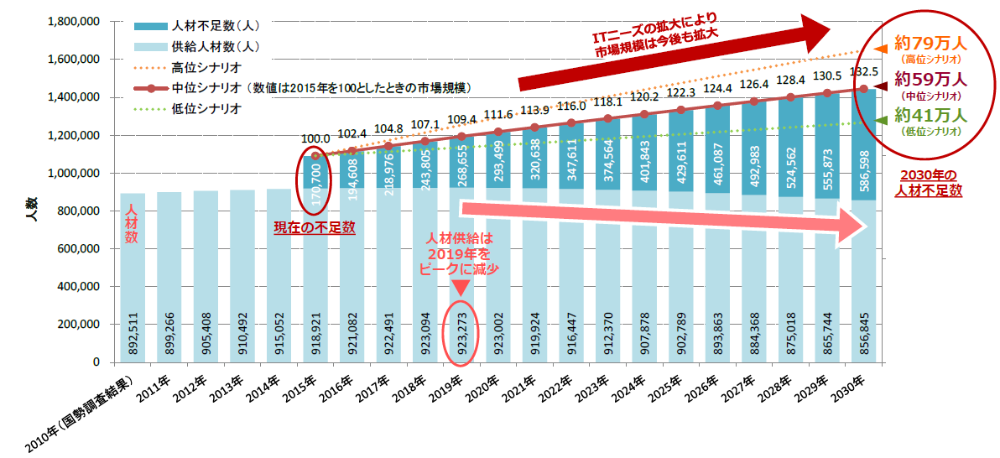 1,800,000
1,600,000
1,400,000
1,200,000
1,000,000
800,000
600,000
400,000
200,000
0
人数
人材不足数(人)
供給人材数(人)
高位シナリオ
中位シナリオ (数値は2015年を100としたときの市場規模)
低位シナリオ
ITニーズの拡大により
市場規模は今後も拡大
約79万人
(高位シナリオ)
約59万人
(中位シナリオ)
約41万人
(低位シナリオ)
2030年の
人材不足数
100.0
102.4
104.8
107.1
109.4
111.6
113.9
116.0
118.1
120.2
122.3
124.4
126.4
128.4
130.5
132.5
170,700
194,608
218,976
243,805
268,655
293,499
320,638
347,611
374,564
401,843
429,611
461,087
492,983
524,562
555,873
586,598
人材数
現在の不足数
人材供給は
2019年を
ピークに減少
892,511
899,266
905,408
910,492
915,052
918,921
921,082
922,491
923,094
923,273
923,002
919,924
916,447
912,370
907,878
902,789
893,863
884,368
875,018
865,744
856,845
2010年(国勢調査結果)
2011年
2012年
2013年
2014年
2015年
2016年
2017年
2018年
2019年
2020年
2021年
2022年
2023年
2024年
2025年
2026年
2027年
2028年
2029年
2030年